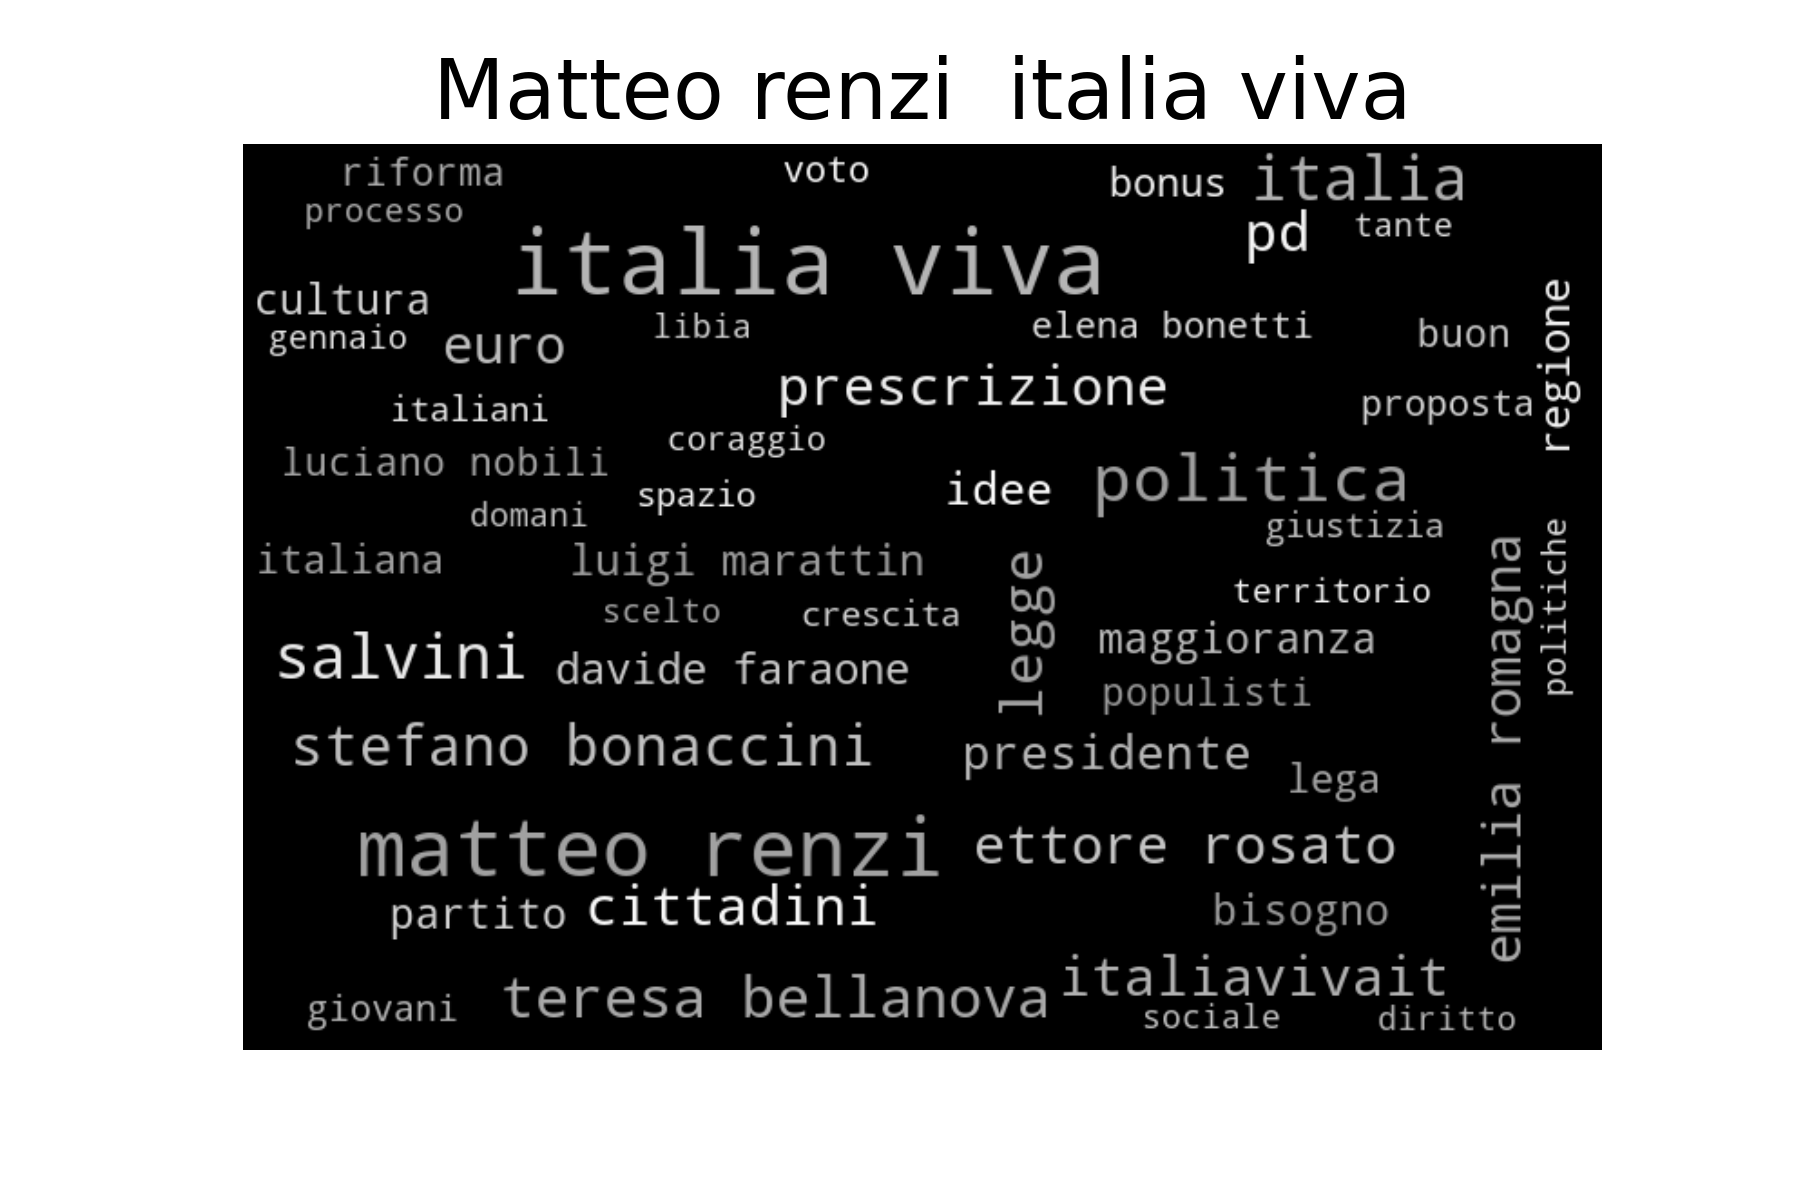 Matteo renzi  italia viva
riforma
voto
bonus
italia
processo
pd
tante
italia viva
cultura
gennaio
euro
libia
elena bonetti
buon
regione
prescrizione
italiani
proposta
coraggio
luciano nobili
spazio
idee
politica
domani
giustizia
italiana
luigi marattin
legge
territorio
emilia romagna
politiche
scelto
crescita
salvini
davide faraone
maggioranza
populisti
stefano bonaccini
presidente
lega
matteo renzi
ettore rosato
partito
cittadini
bisogno
giovani
teresa bellanova
italiavivait
sociale
diritto